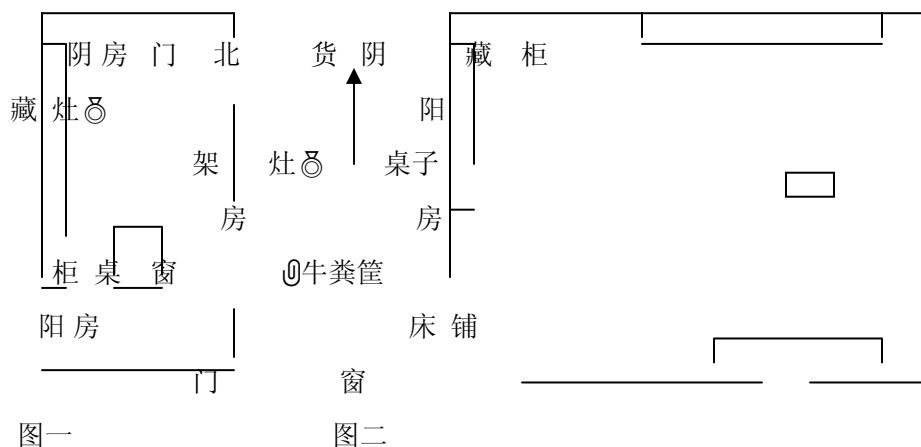 阴 房 门 北 货 阴 藏 柜
藏 灶 阳
架 灶 桌子
房 房
柜 桌 窗 牛粪筐
阳 房 床 铺
门 窗
图一 图二